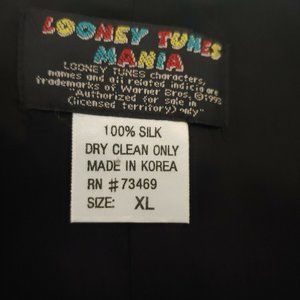 LOONEY TUNES
MANIA
LOONEY TUNES characters,
names and all related indicia are
trademarks of Warner Bros. ©1993
"Authorized for sale in
(licensed territory) only"
100% SILK
DRY CLEAN ONLY
MADE IN KOREA
RN #73469
SIZE: XL